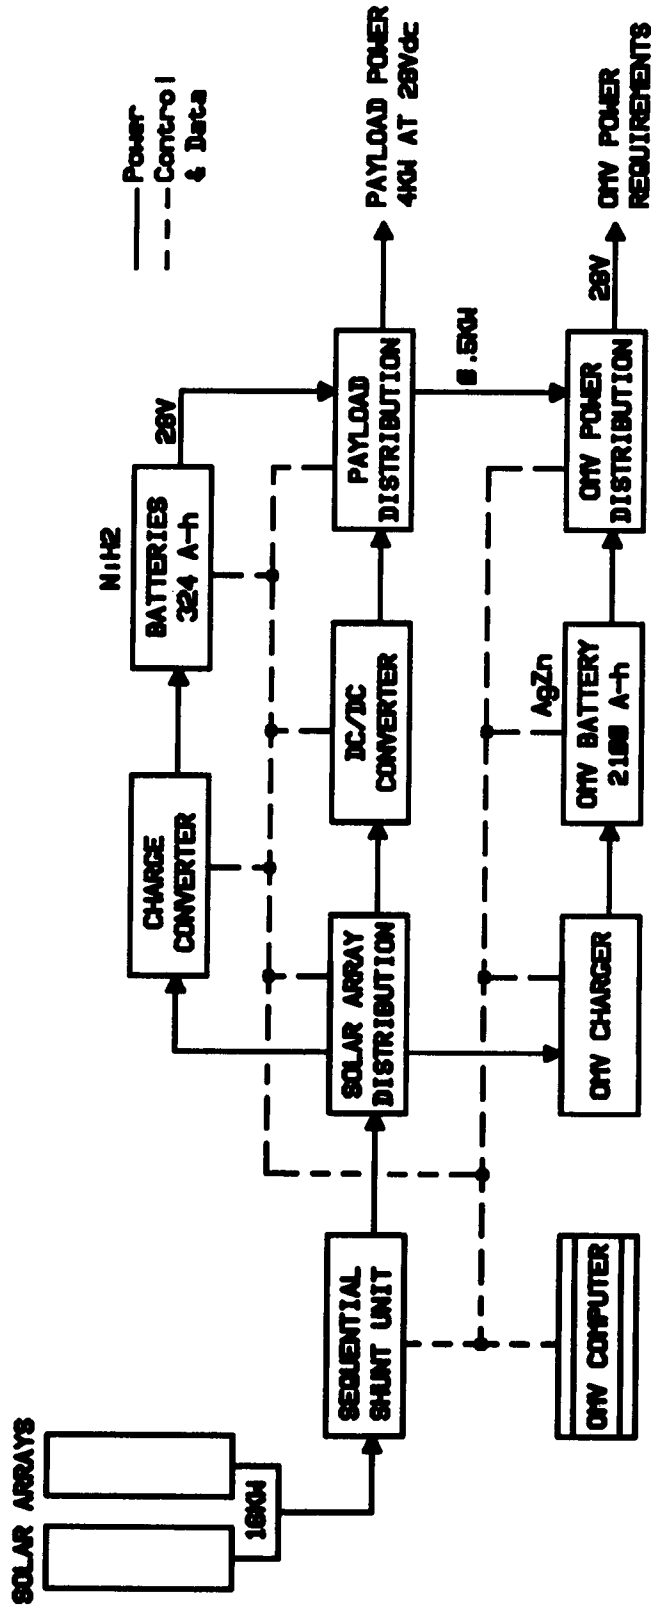 SOLAR ARRAYS
16KW
SEQUENTIAL
SHUNT UNIT
OMV COMPUTER
SOLAR ARRAY
DISTRIBUTION
CHARGE
CONVERTER
OMV CHARGER
NiH2
BATTERIES
324 A-h
DC/DC
CONVERTER
AgZn
OMV BATTERY
2100 A-h
28V
PAYLOAD
DISTRIBUTION
0.5KW
OMV POWER
DISTRIBUTION
28V
Power
Control
& Data
PAYLOAD POWER
4KW AT 28Vdc
OMV POWER
REQUIREMENTS